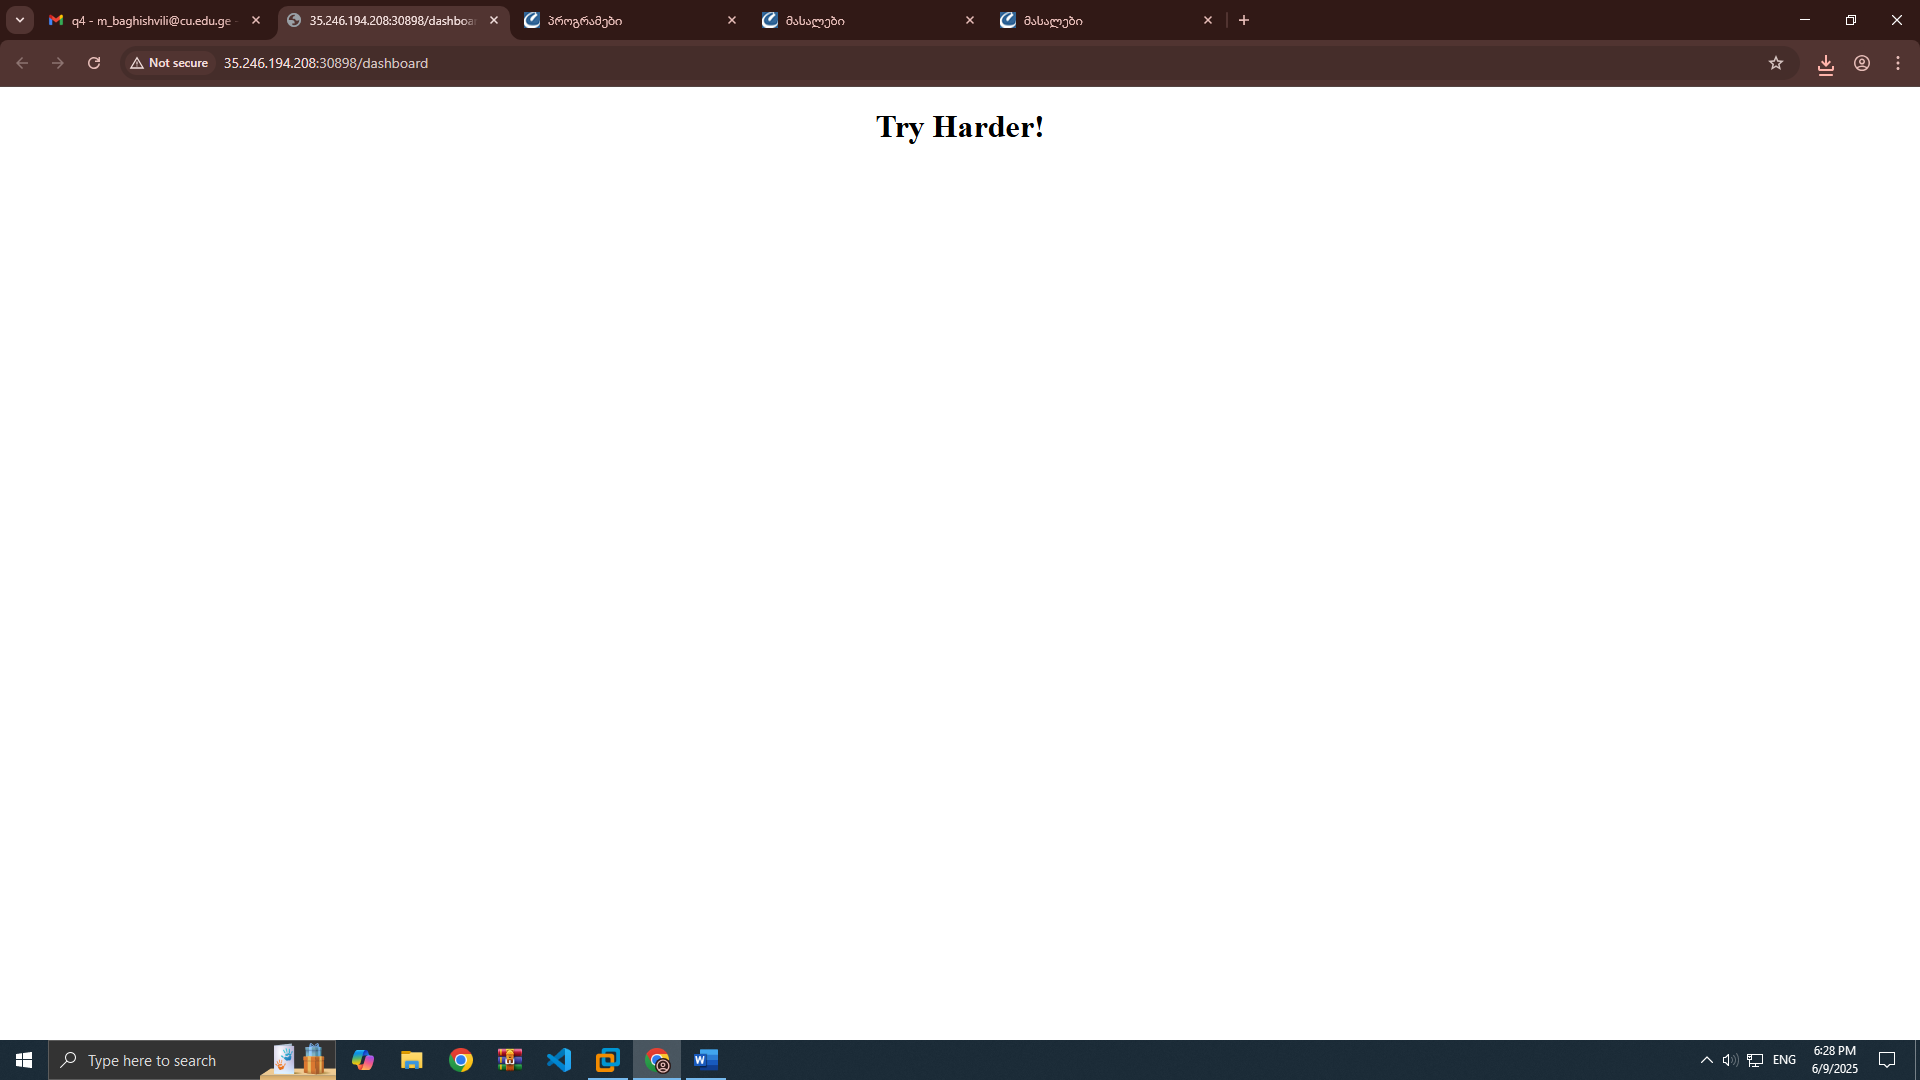 q4 - m_baghishvili@cu.edu.ge -
35.246.194.208:30898/dashboa
პროგრამები
მასალები
მასალები
Not secure
35.246.194.208:30898/dashboard
Try Harder!
Type here to search
ENG
6:28 PM
6/9/2025